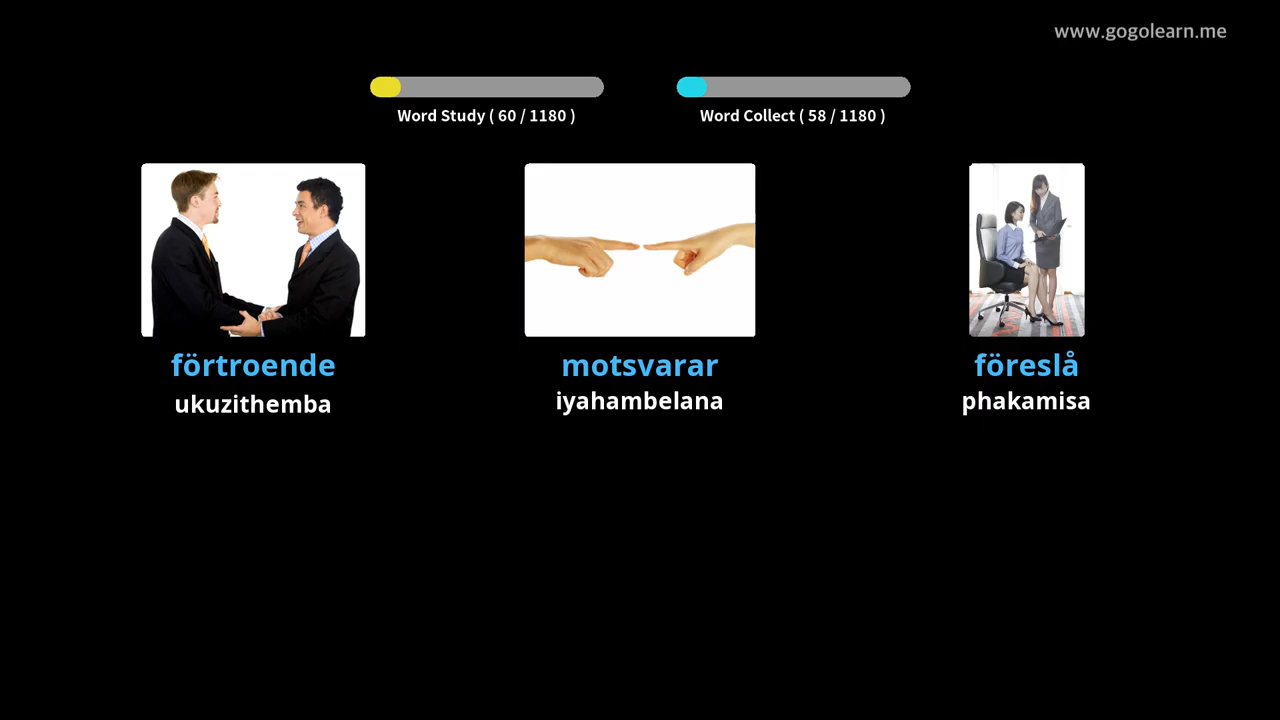 www.gogolearn.me
Word Study ( 60 / 1180 )
Word Collect ( 58 / 1180 )
förtroende
motsvarar
föreslå
ukuzithemba
iyahambelana
phakamisa